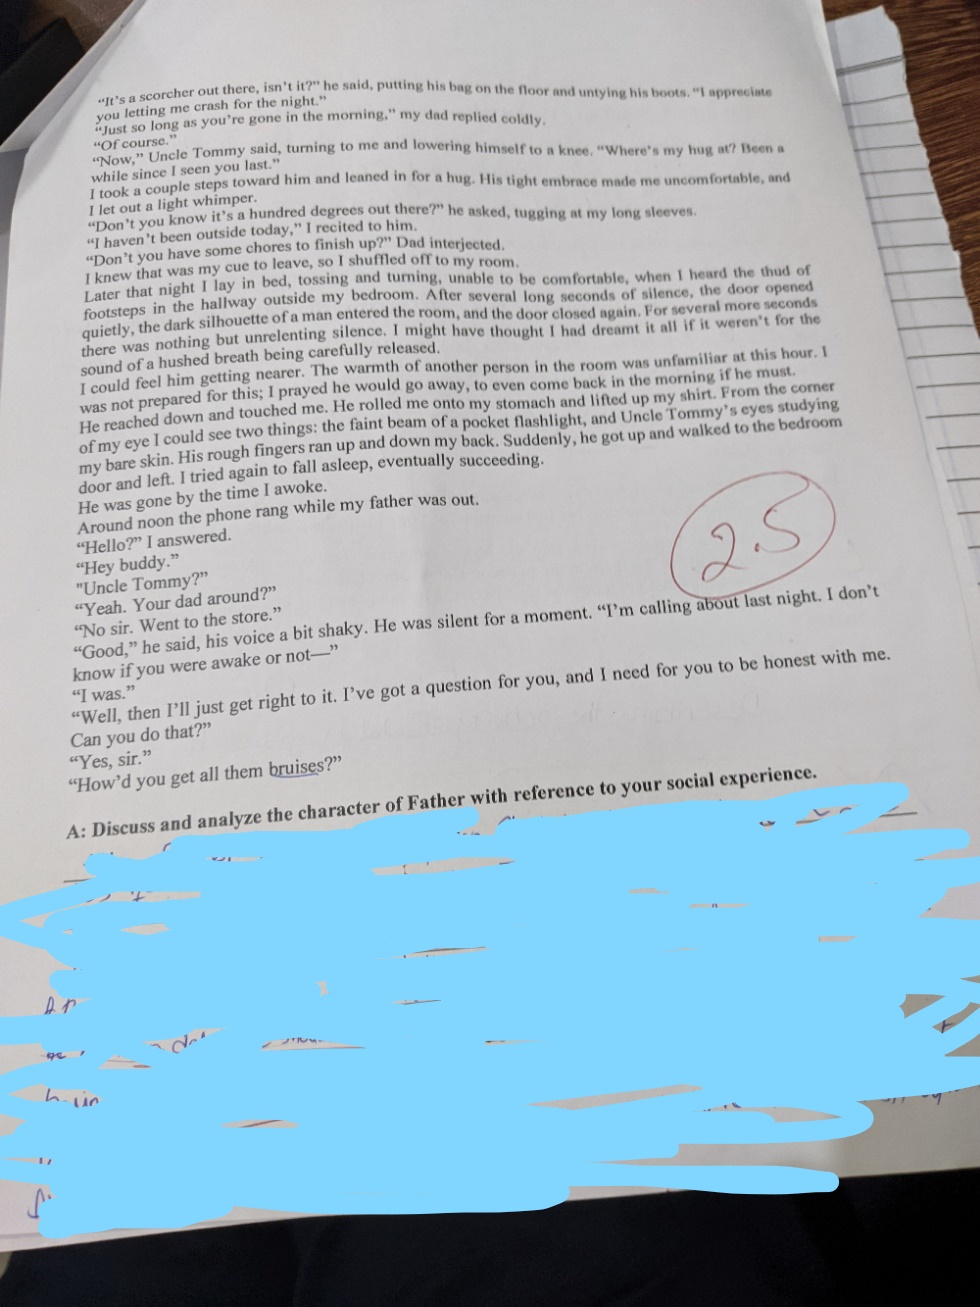 “It’s a scorcher out there, isn’t it?” he said, putting his bag on the floor and untying his boots. “I appreciate
you letting me crash for the night.”
“Just so long as you’re gone in the morning,” my dad replied coldly.
“Of course.”
“Now,” Uncle Tommy said, turning to me and lowering himself to a knee. “Where’s my hug at? Been a
while since I seen you last.”
I took a couple steps toward him and leaned in for a hug. His tight embrace made me uncomfortable, and
I let out a light whimper.
“Don’t you know it’s a hundred degrees out there?” he asked, tugging at my long sleeves.
“I haven’t been outside today,” I recited to him.
“Don’t you have some chores to finish up?” Dad interjected.
I knew that was my cue to leave, so I shuffled off to my room.
Later that night I lay in bed, tossing and turning, unable to be comfortable, when I heard the thud of
footsteps in the hallway outside my bedroom. After several long seconds of silence, the door opened
quietly, the dark silhouette of a man entered the room, and the door closed again. For several more seconds
there was nothing but unrelenting silence. I might have thought I had dreamt it all if it weren’t for the
sound of a hushed breath being carefully released.
I could feel him getting nearer. The warmth of another person in the room was unfamiliar at this hour. I
was not prepared for this; I prayed he would go away, to even come back in the morning if he must.
He reached down and touched me. He rolled me onto my stomach and lifted up my shirt. From the corner
of my eye I could see two things: the faint beam of a pocket flashlight, and Uncle Tommy’s eyes studying
my bare skin. His rough fingers ran up and down my back. Suddenly, he got up and walked to the bedroom
door and left. I tried again to fall asleep, eventually succeeding.
He was gone by the time I awoke.
Around noon the phone rang while my father was out.
“Hello?” I answered.
“Hey buddy.”
"Uncle Tommy?”
“Yeah. Your dad around?”
“No sir. Went to the store.”
“Good,” he said, his voice a bit shaky. He was silent for a moment. “I’m calling about last night. I don’t
know if you were awake or not—”
“I was.”
“Well, then I’ll just get right to it. I’ve got a question for you, and I need for you to be honest with me.
Can you do that?”
“Yes, sir.”
“How’d you get all them bruises?”
2.5
A: Discuss and analyze the character of Father with reference to your social experience.